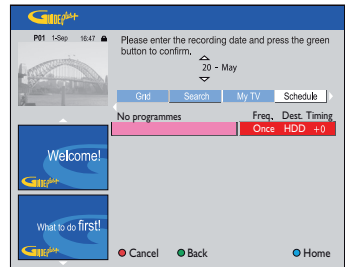 GUIDE Plus+
P01 1-Sep 16:47
Please enter the recording date and press the green
button to confirm.
20 - May
Grid Search My TV Schedule
No programmes Freq. Dest. Timing
Once HDD +0
Welcome!
GUIDE Plus+
What to do first!
GUIDE Plus+
Cancel Back Home